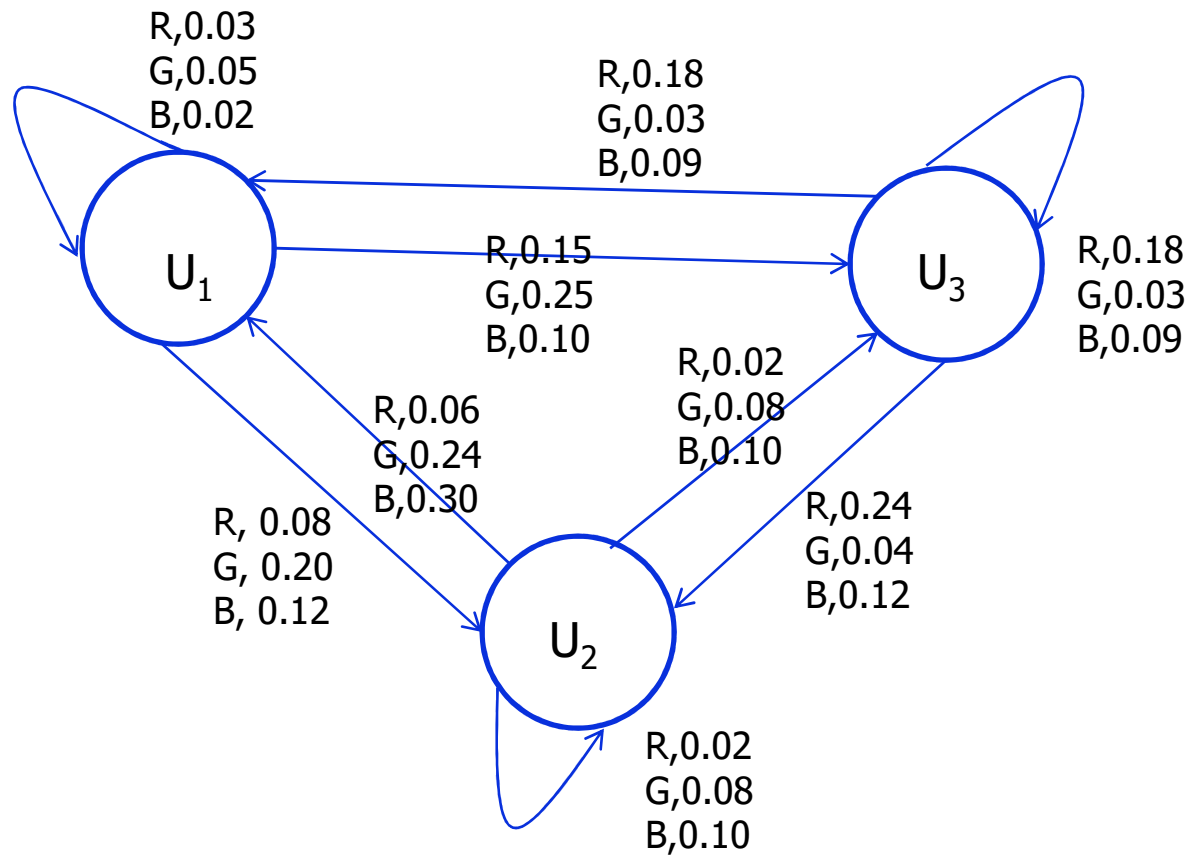 R,0.03
G,0.05
B,0.02
R,0.18
G,0.03
B,0.09
U1
R,0.15
G,0.25
B,0.10
U3
R,0.18
G,0.03
B,0.09
R,0.02
G,0.08
B,0.10
R,0.06
G,0.24
B,0.30
R, 0.08
G, 0.20
B, 0.12
R,0.24
G,0.04
B,0.12
U2
R,0.02
G,0.08
B,0.10